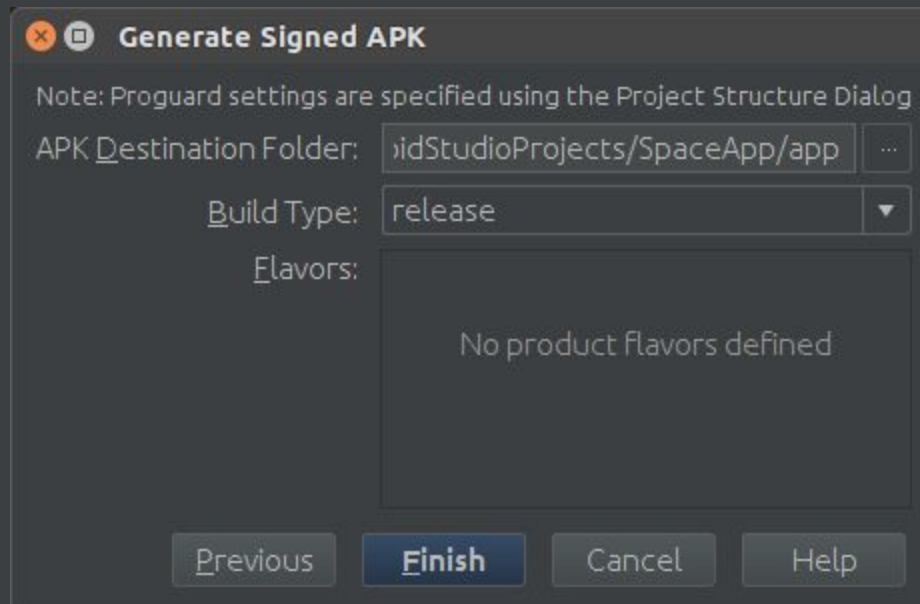 Generate Signed APK
Note: Proguard settings are specified using the Project Structure Dialog
APK Destination Folder: idStudioProjects/SpaceApp/app ...
Build Type: release
Flavors:
No product flavors defined
Previous Finish Cancel Help